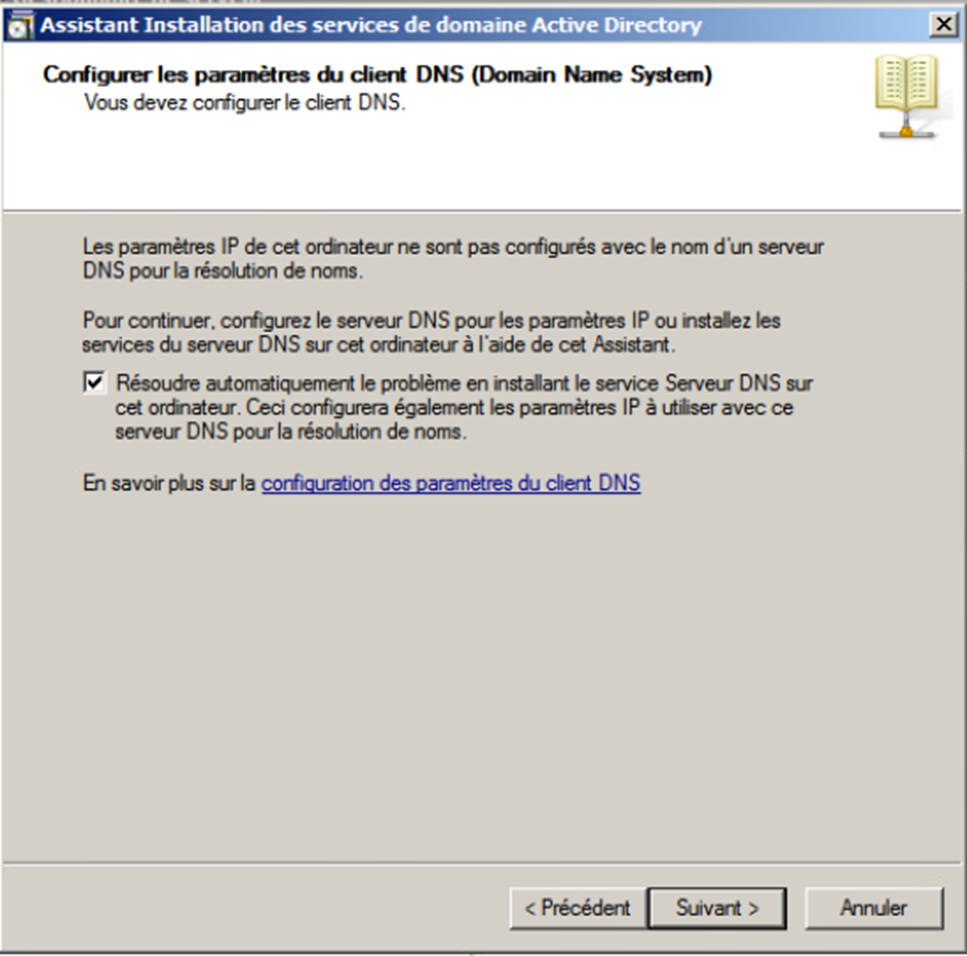 Assistant Installation des services de domaine Active Directory
Configurer les paramètres du client DNS (Domain Name System)
Vous devez configurer le client DNS.
Les paramètres IP de cet ordinateur ne sont pas configurés avec le nom d'un serveur
DNS pour la résolution de noms.
Pour continuer, configurez le serveur DNS pour les paramètres IP ou installez les
services du serveur DNS sur cet ordinateur à l'aide de cet Assistant.
Résoudre automatiquement le problème en installant le service Serveur DNS sur
cet ordinateur. Ceci configurera également les paramètres IP à utiliser avec ce
serveur DNS pour la résolution de noms.
En savoir plus sur la configuration des paramètres du client DNS
< Précédent Suivant > Annuler